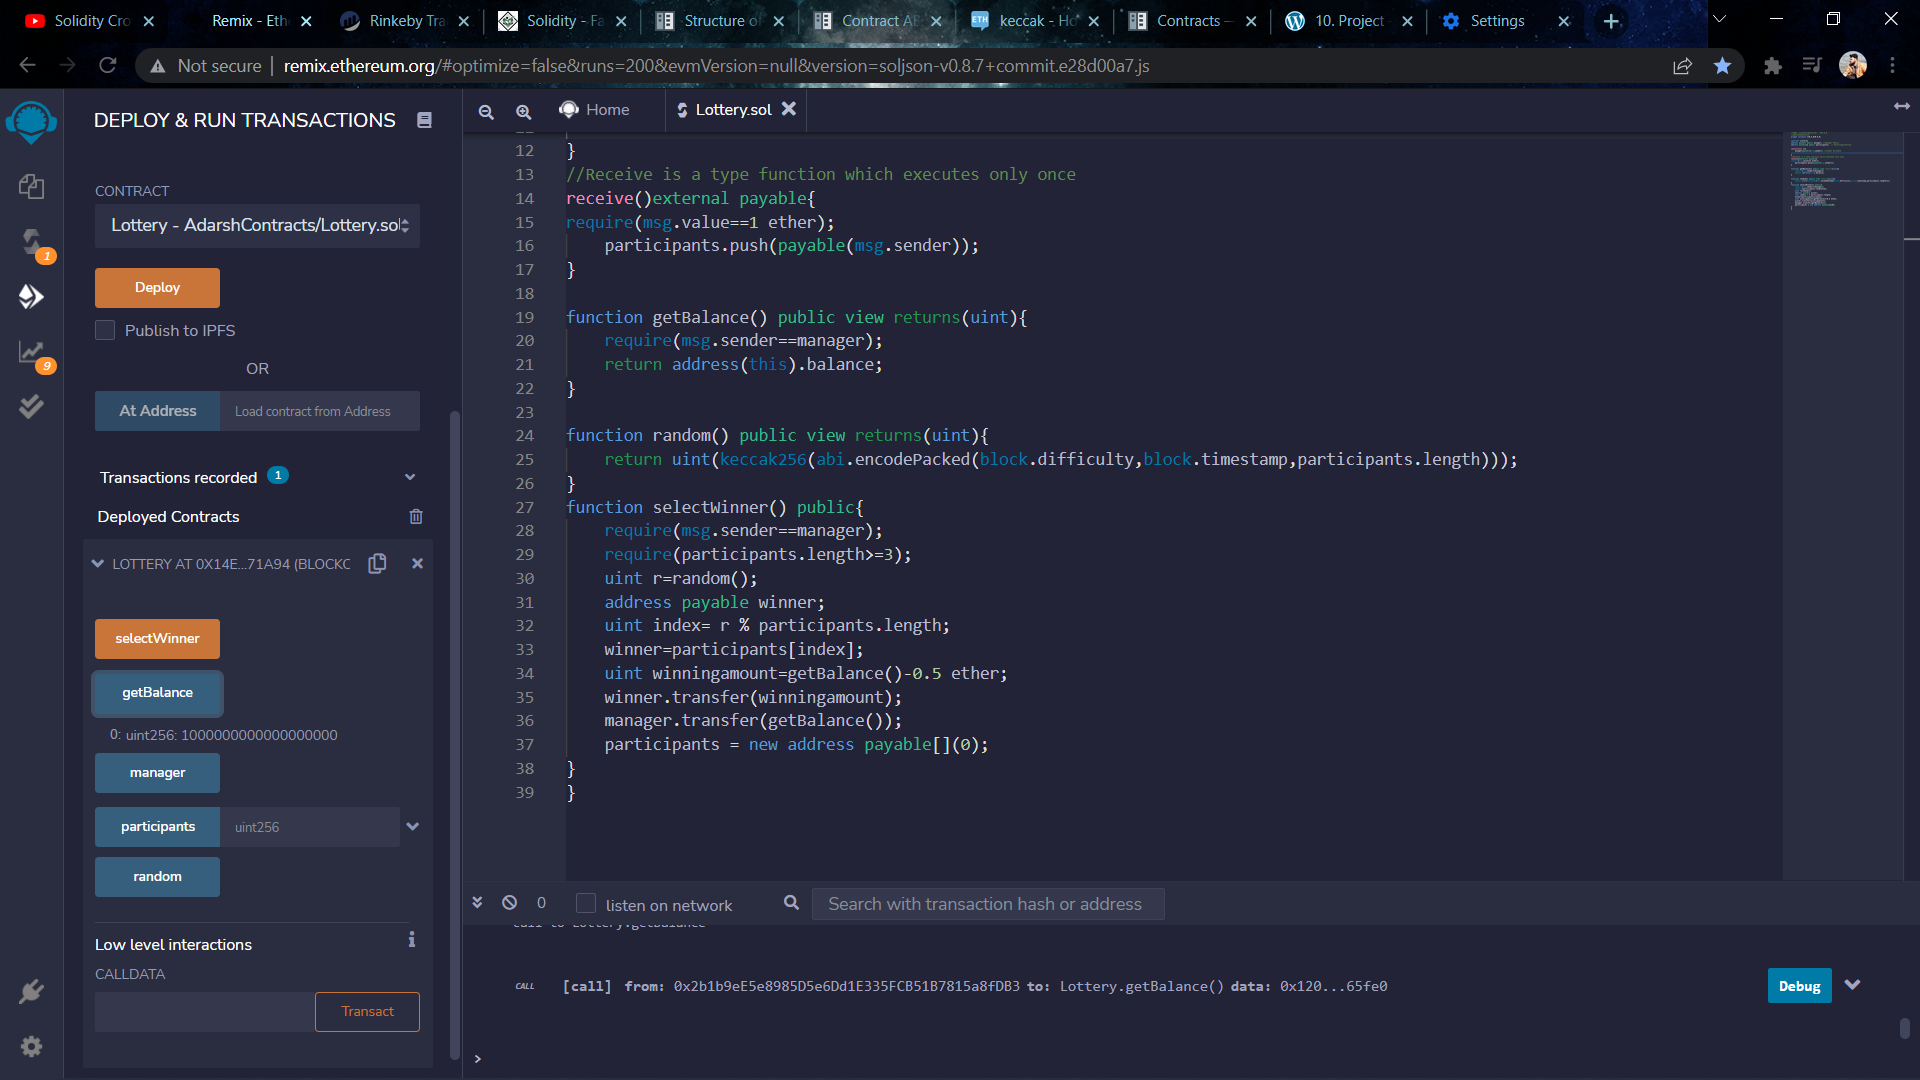 Solidity Cro
Remix - Eth
Rinkeby Tra
Solidity - Fa
Structure of
Contract AB
keccak - Ho
Contracts —
10. Project
Settings
Not secure
remix.ethereum.org/#optimize=false&runs=200&evmVersion=null&version=soljson-v0.8.7+commit.e28d00a7.js
DEPLOY & RUN TRANSACTIONS
CONTRACT
Lottery - AdarshContracts/Lottery.sol
1
Deploy
Publish to IPFS
9
OR
At Address
Load contract from Address
Transactions recorded 1
Deployed Contracts
LOTTERY AT 0X14E...71A94 (BLOCKC
selectWinner
getBalance
0: uint256: 1000000000000000000
manager
participants
uint256
random
Low level interactions
CALLDATA
Transact
Home
Lottery.sol
12 }
13 //Receive is a type function which executes only once
14 receive()external payable{
15 require(msg.value==1 ether);
16 participants.push(payable(msg.sender));
17 }
18
19 function getBalance() public view returns(uint){
20 require(msg.sender==manager);
21 return address(this).balance;
22 }
23
24 function random() public view returns(uint){
25 return uint(keccak256(abi.encodePacked(block.difficulty,block.timestamp,participants.length)));
26 }
27 function selectWinner() public{
28 require(msg.sender==manager);
29 require(participants.length>=3);
30 uint r=random();
31 address payable winner;
32 uint index= r % participants.length;
33 winner=participants[index];
34 uint winningamount=getBalance()-0.5 ether;
35 winner.transfer(winningamount);
36 manager.transfer(getBalance());
37 participants = new address payable[](0);
38 }
39 }
0
listen on network
Search with transaction hash or address
call to Lottery.getBalance
CALL
[call] from: 0x2b1b9eE5e8985D5e6Dd1E335FCB51B7815a8fDB3 to: Lottery.getBalance() data: 0x120...65fe0
Debug
>